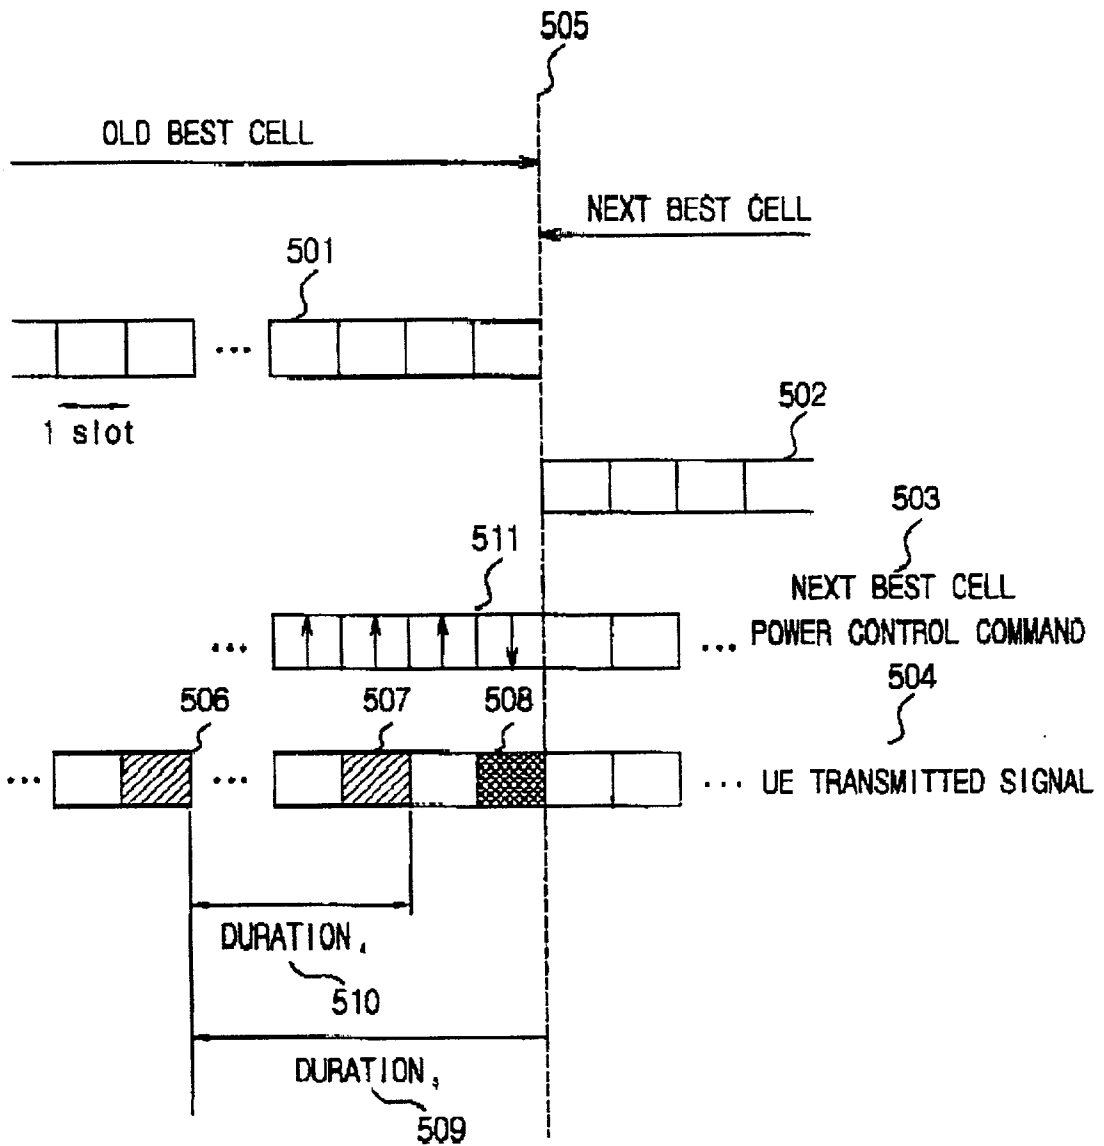 505
OLD BEST CELL
NEXT BEST CELL
501
...
1 slot
502
503
511
NEXT BEST CELL
... ... POWER CONTROL COMMAND
504
506 507 508
... ... ... UE TRANSMITTED SIGNAL
DURATION,
510
DURATION,
509